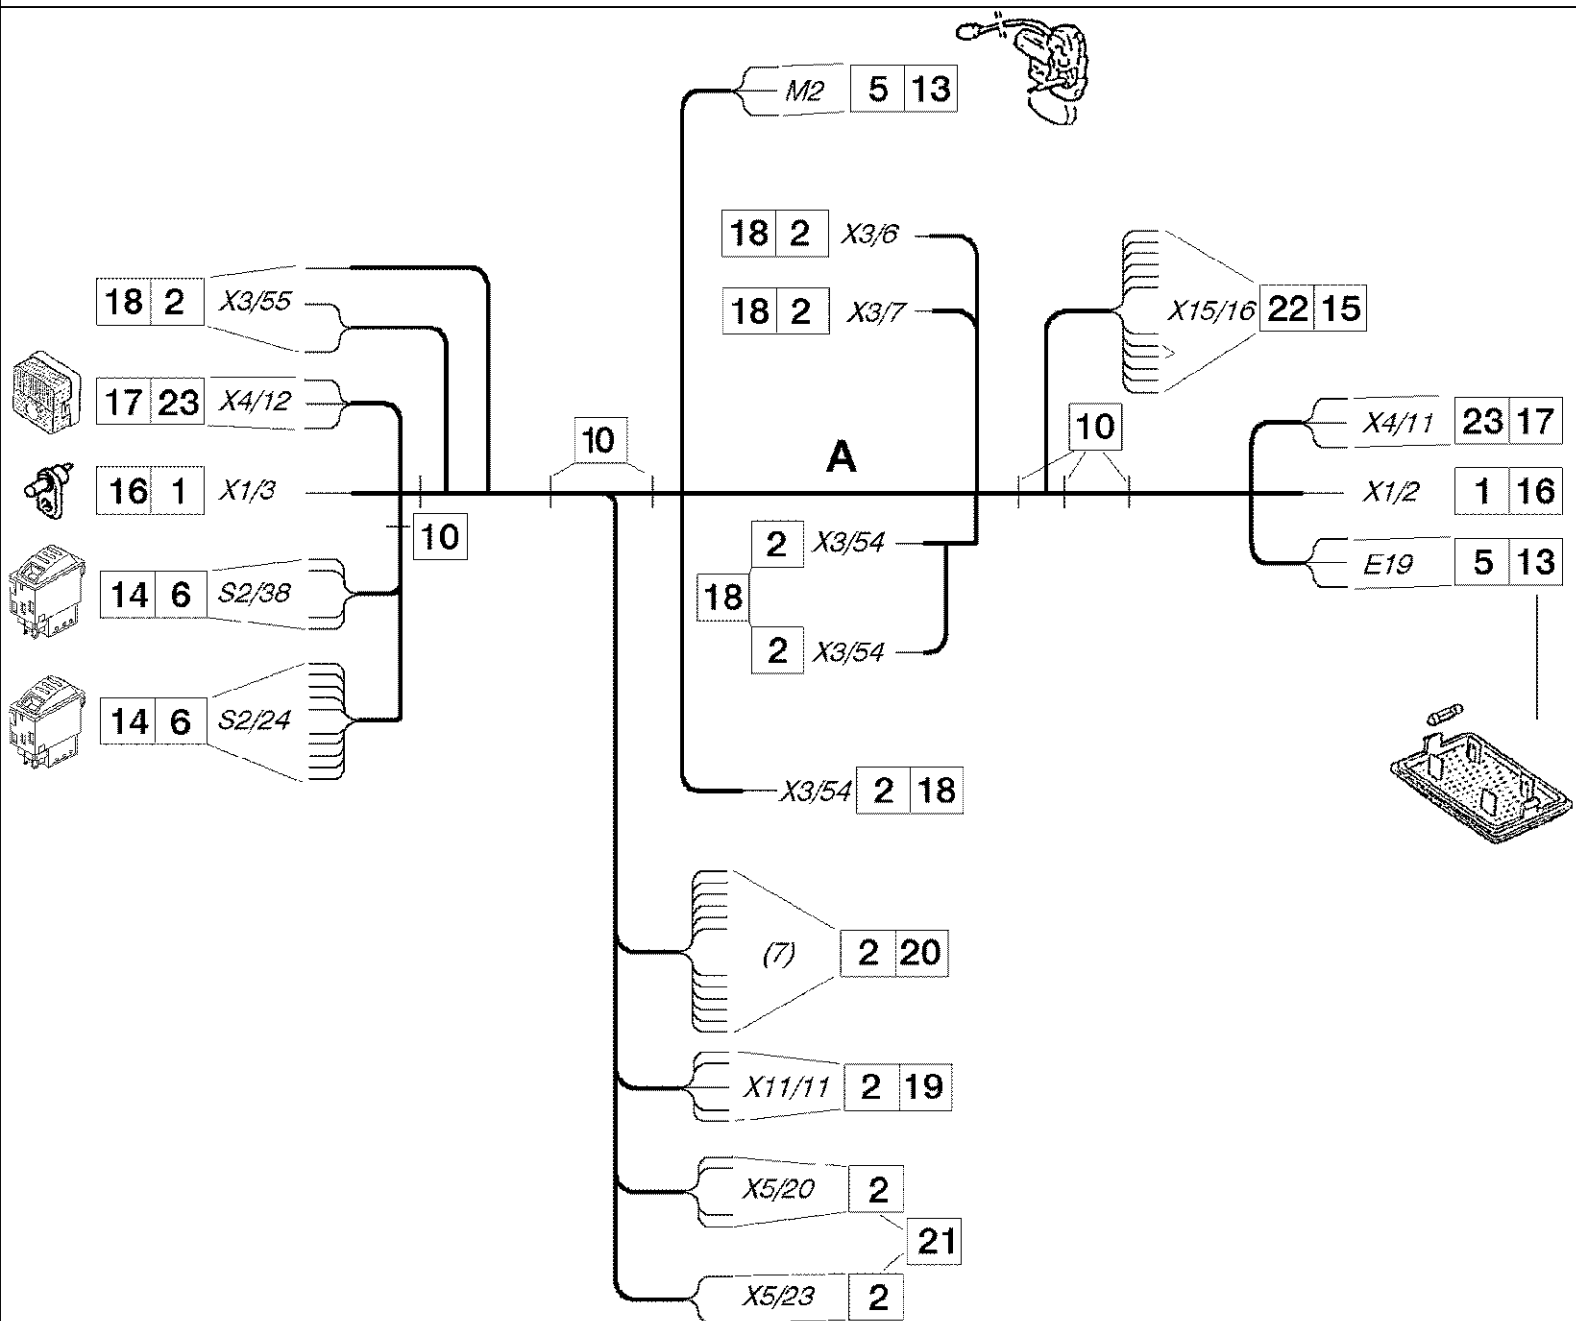 M2 5 13
18 2 X3/6
18 2 X3/55
18 2 X3/7
X15/16 22 15
17 23 X4/12
10
A
10
X4/11 23 17
16 1 X1/3
X1/2 1 16
10
2 X3/54
18
2 X3/54
E19 5 13
14 6 S2/38
14 6 S2/24
X3/54 2 18
(7) 2 20
X11/11 2 19
X5/20 2
21
X5/23 2